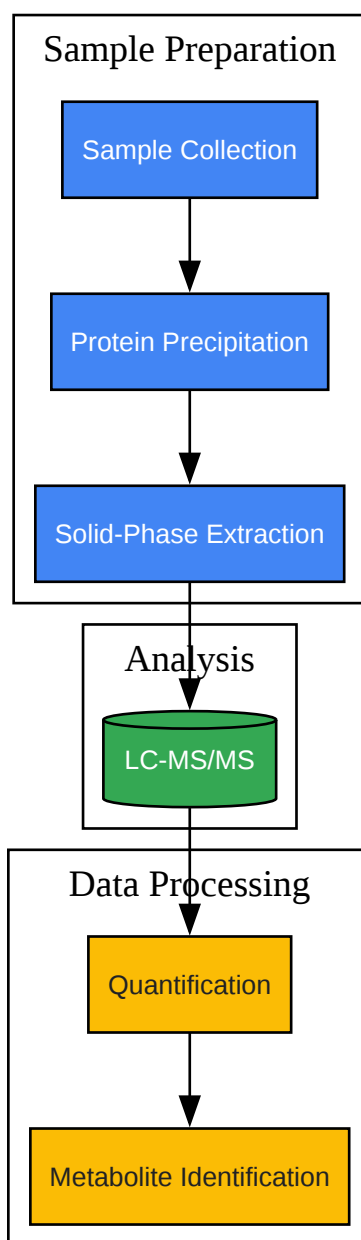 Sample Preparation
Sample Collection
Protein Precipitation
Solid-Phase Extraction
Analysis
LC-MS/MS
Data Processing
Quantification
Metabolite Identification